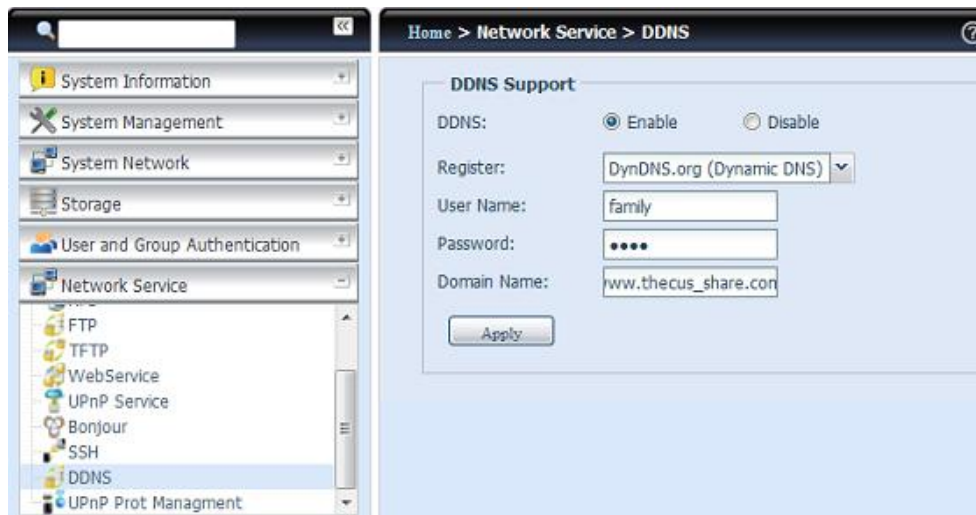 Home > Network Service > DDNS
System Information
System Management
System Network
Storage
User and Group Authentication
Network Service
FTP
TFTP
WebService
UPnP Service
Bonjour
SSH
DDNS
UPnP Prot Managment
DDNS Support
DDNS: Enable Disable
Register: DynDNS.org (Dynamic DNS)
User Name: family
Password: ••••
Domain Name: www.thecus_share.con
Apply